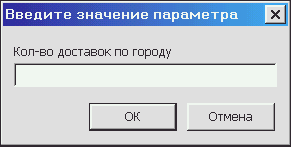 Введите значение параметра
Кол-во доставок по городу
ОК
Отмена